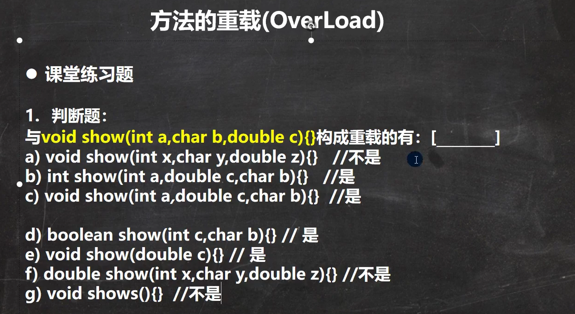 方法的重载(OverLoad)
● 课堂练习题
1. 判断题：
与void show(int a,char b,double c){}构成重载的有：[________]
a) void show(int x,char y,double z){} //不是
b) int show(int a,double c,char b){} //是
c) void show(int a,double c,char b){} //是
d) boolean show(int c,char b){} // 是
e) void show(double c){} // 是
f) double show(int x,char y,double z){} //不是
g) void shows(){} //不是